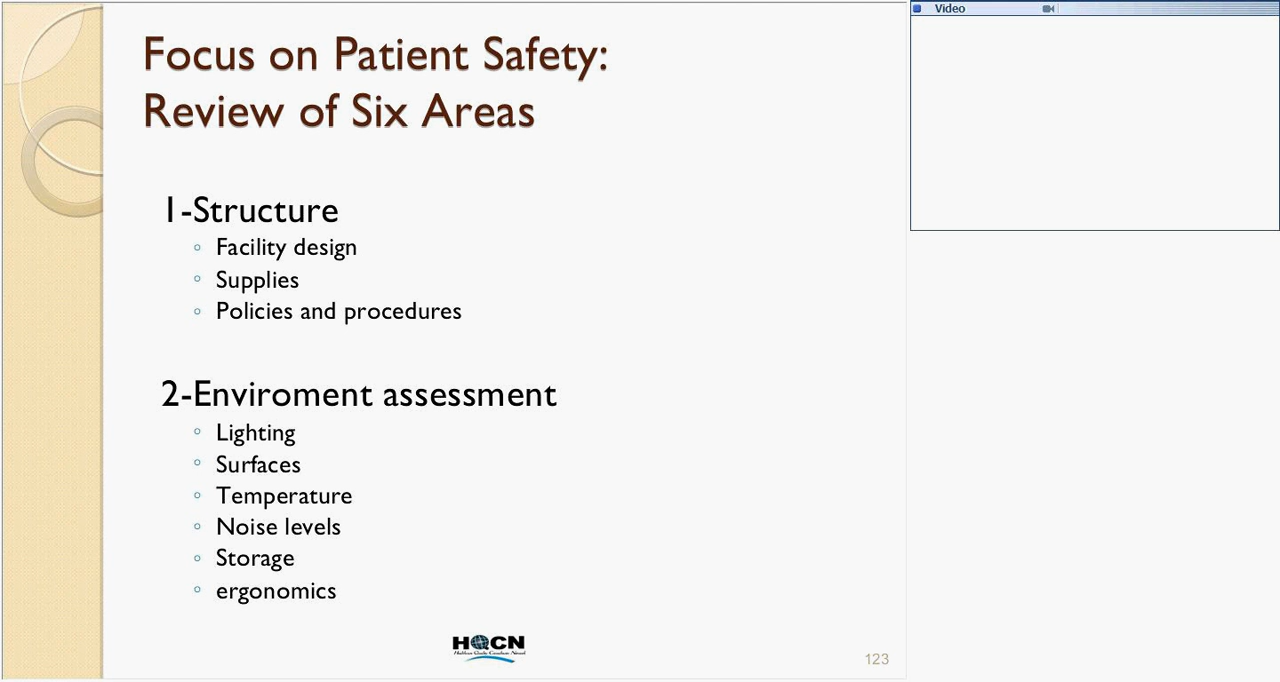 Video
Focus on Patient Safety:
Review of Six Areas
1-Structure
◦ Facility design
◦ Supplies
◦ Policies and procedures
2-Enviroment assessment
◦ Lighting
◦ Surfaces
◦ Temperature
◦ Noise levels
◦ Storage
◦ ergonomics
HQCN
123